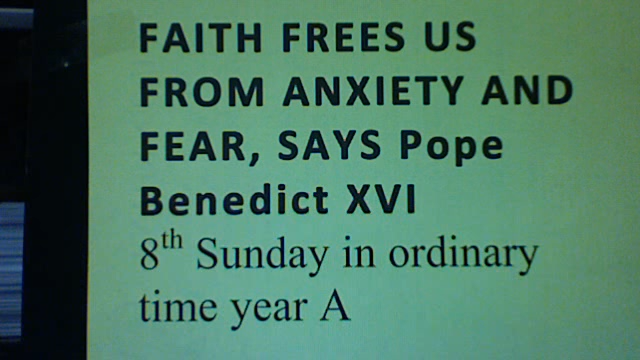 FAITH FREES US
FROM ANXIETY AND
FEAR, SAYS Pope
Benedict XVI
8th Sunday in ordinary
time year A